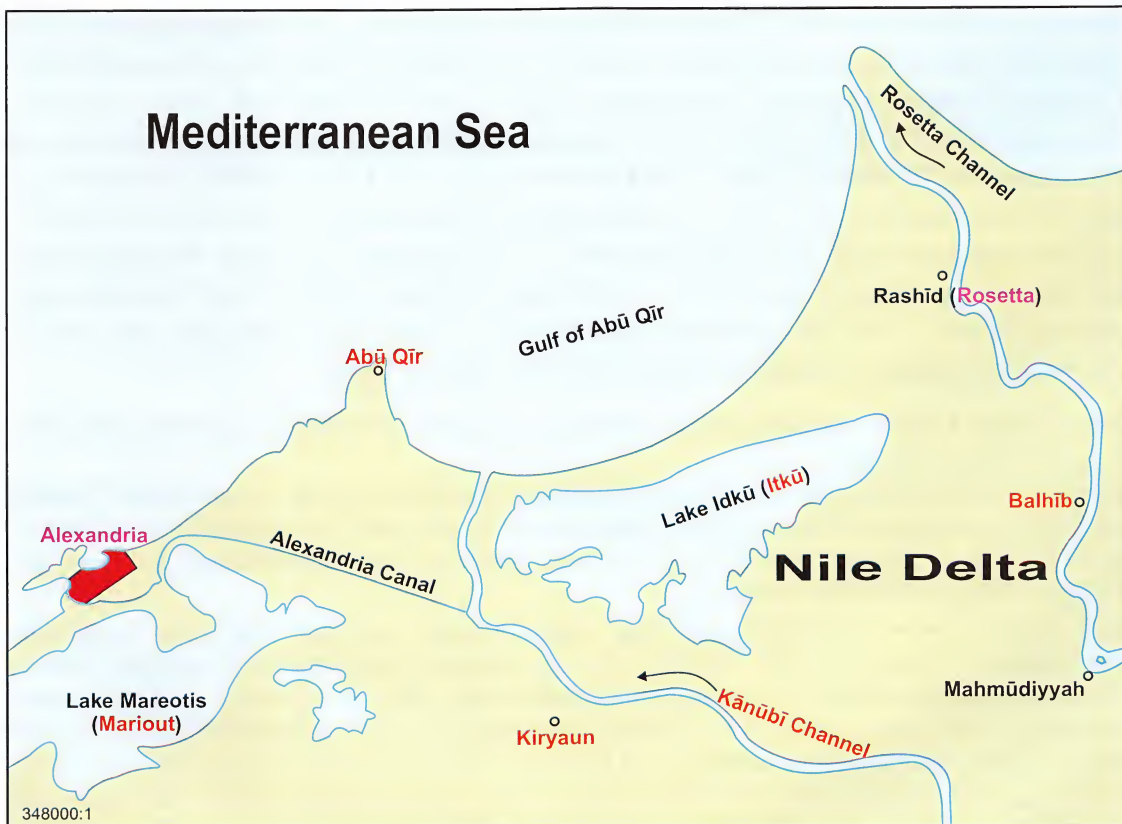 Mediterranean Sea
Rosetta Channel
Rashīd (Rosetta)
Gulf of Abū Qīr
Abū Qīr
Lake Idkū (Itkū)
Balhīb
Alexandria
Alexandria Canal
Nile Delta
Mahmūdiyyah
Lake Mareotis
(Mariout)
Kānūbī Channel
Kiryaun
348000:1